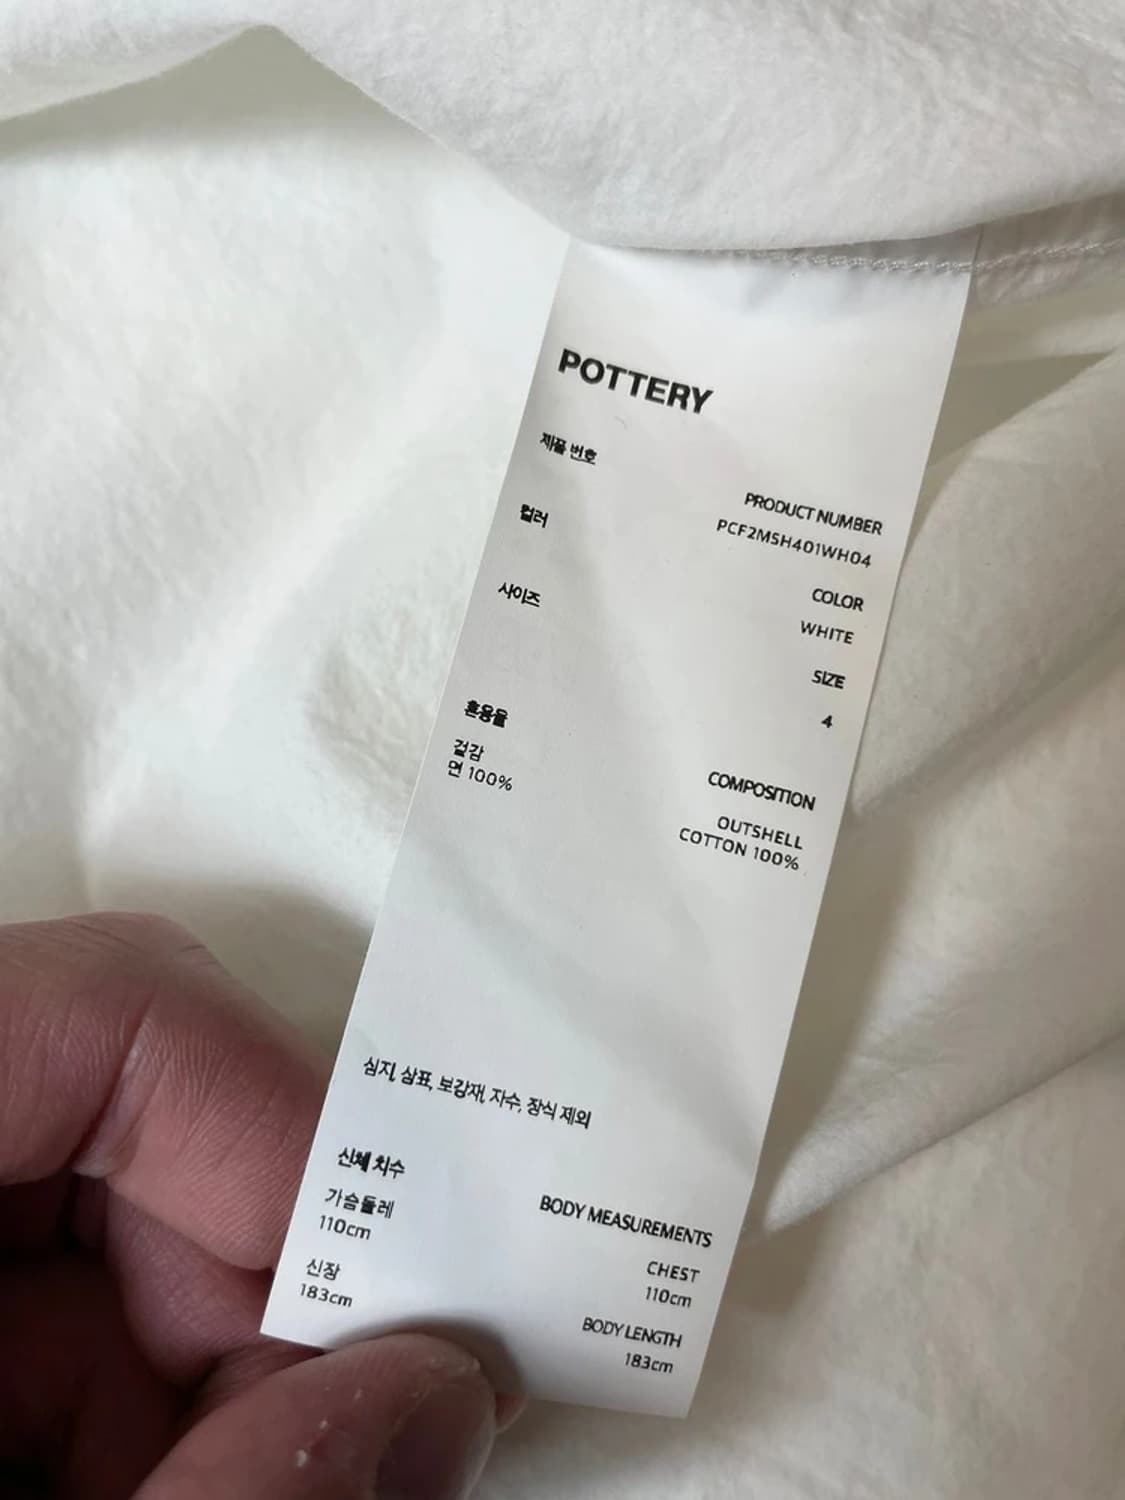 POTTERY
제품 번호
PRODUCT NUMBER
PCF2MSH401WH04
컬러
COLOR
WHITE
사이즈
SIZE
4
혼용율
COMPOSITION
겉감
면 100%
OUTSHELL
COTTON 100%
심지, 상표, 보강재, 자수, 장식 제외
신체 치수
BODY MEASUREMENTS
가슴둘레
110cm
CHEST
110cm
신장
183cm
BODY LENGTH
183cm